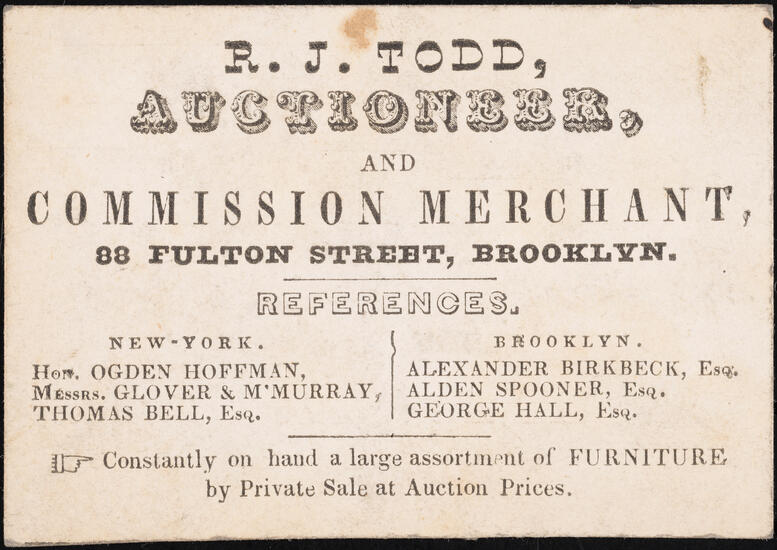 R. J. TODD,
AUCTIONEER,
AND
COMMISSION MERCHANT,
88 FULTON STREET, BROOKLYN.
REFERENCES.
NEW-YORK.
Hon. OGDEN HOFFMAN,
Messrs. GLOVER & M'MURRAY,
THOMAS BELL, Esq.
BROOKLYN.
ALEXANDER BIRKBECK, Esq.
ALDEN SPOONER, Esq.
GEORGE HALL, Esq.
☞ Constantly on hand a large assortment of FURNITURE
by Private Sale at Auction Prices.